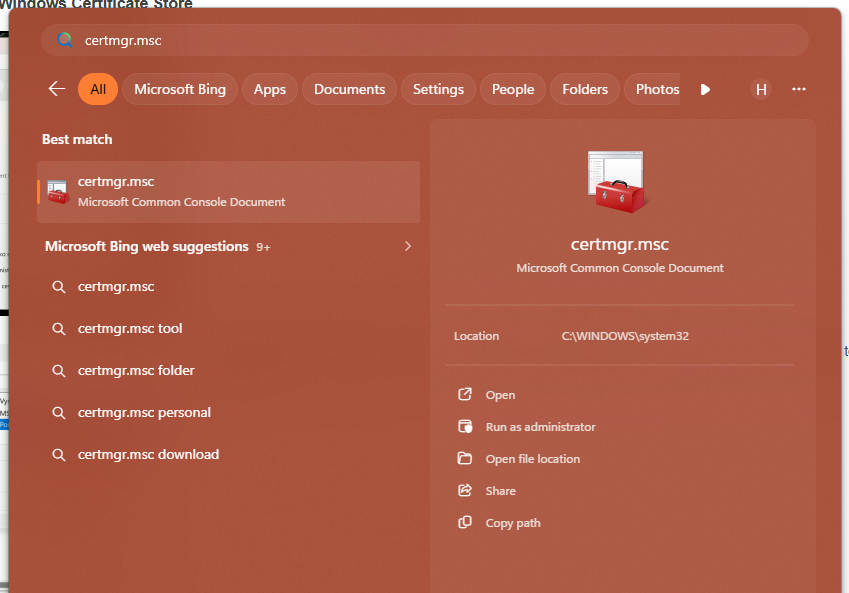 Windows Certificate Store
certmgr.msc
All Microsoft Bing Apps Documents Settings People Folders Photos H
Best match
certmgr.msc
Microsoft Common Console Document
Microsoft Bing web suggestions 9+
certmgr.msc
certmgr.msc tool
certmgr.msc folder
certmgr.msc personal
certmgr.msc download
certmgr.msc
Microsoft Common Console Document
Location C:\WINDOWS\system32
Open
Run as administrator
Open file location
Share
Copy path